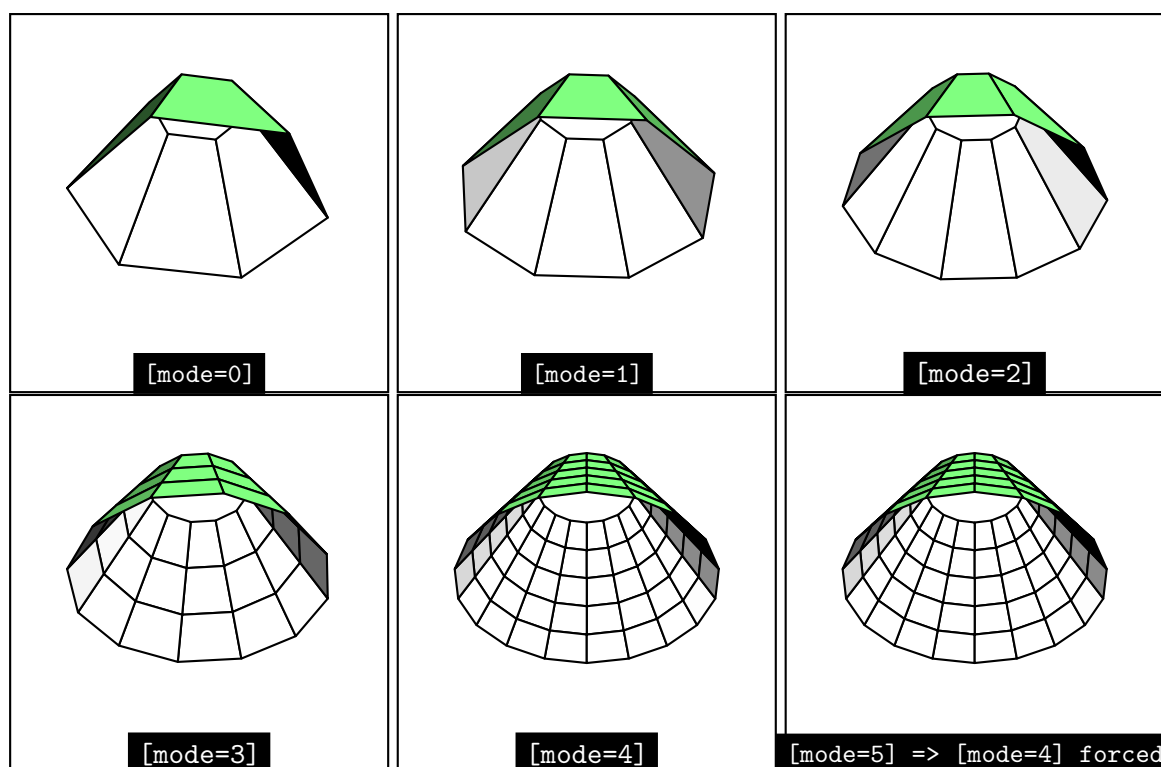 [mode=0]
[mode=1]
[mode=2]
[mode=3]
[mode=4]
[mode=5] => [mode=4] forced